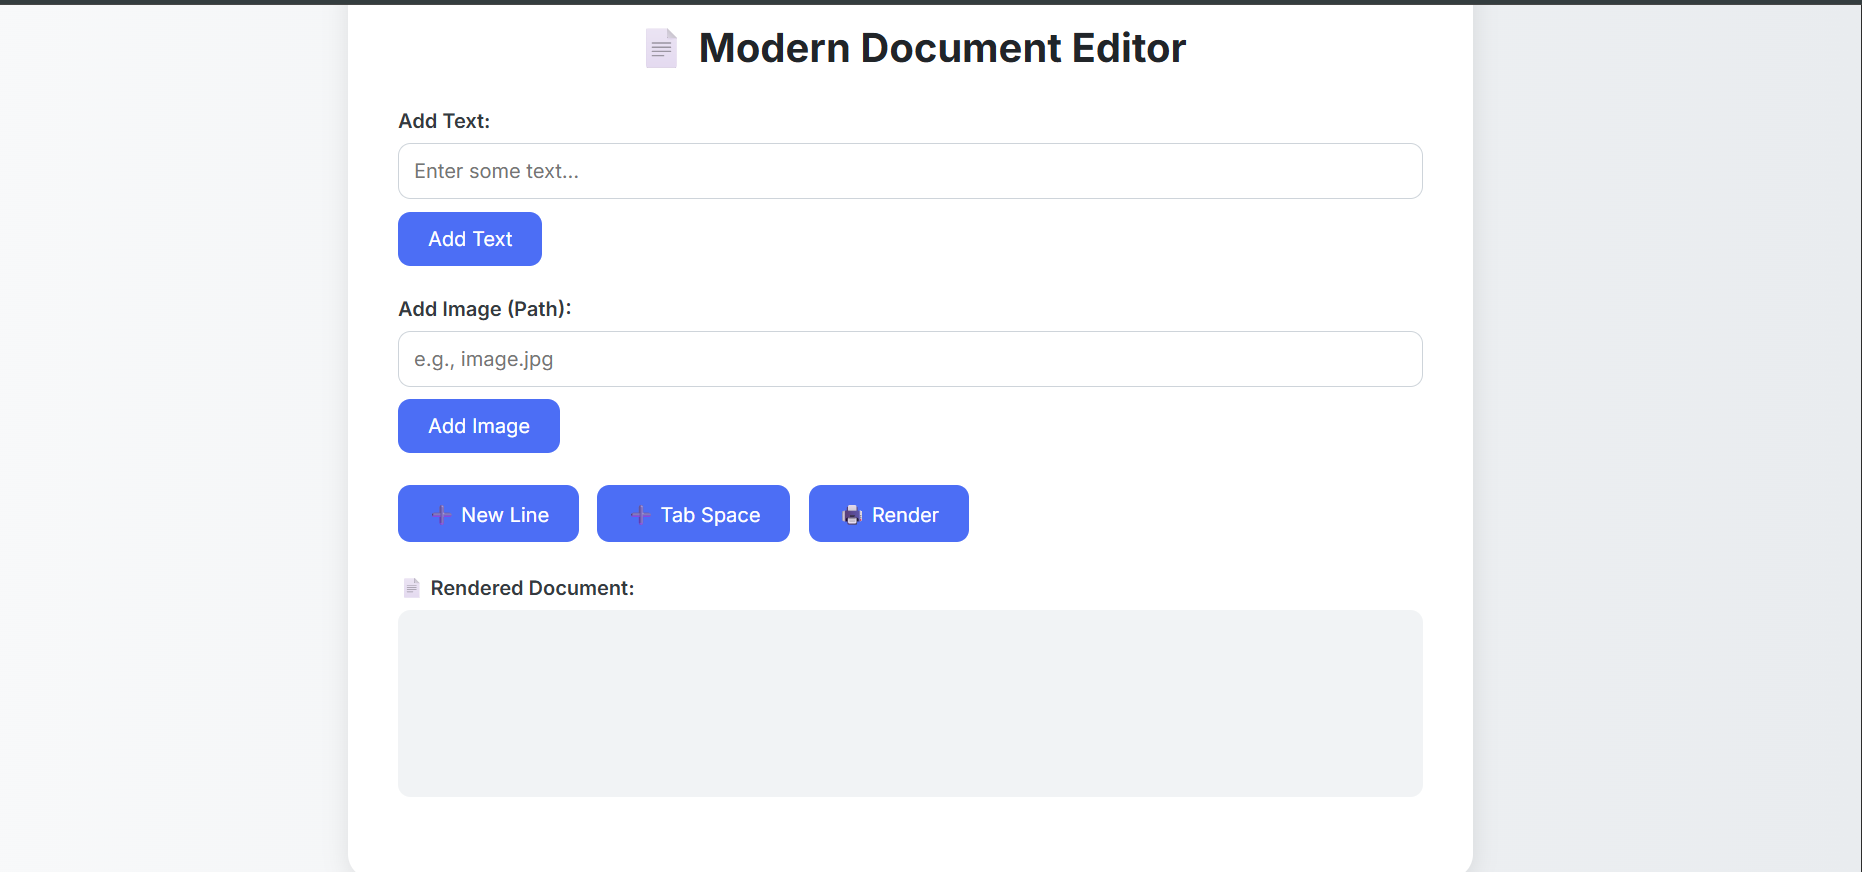 Modern Document Editor
Add Text:
Enter some text...
Add Text
Add Image (Path):
e.g., image.jpg
Add Image
New Line
Tab Space
Render
Rendered Document: